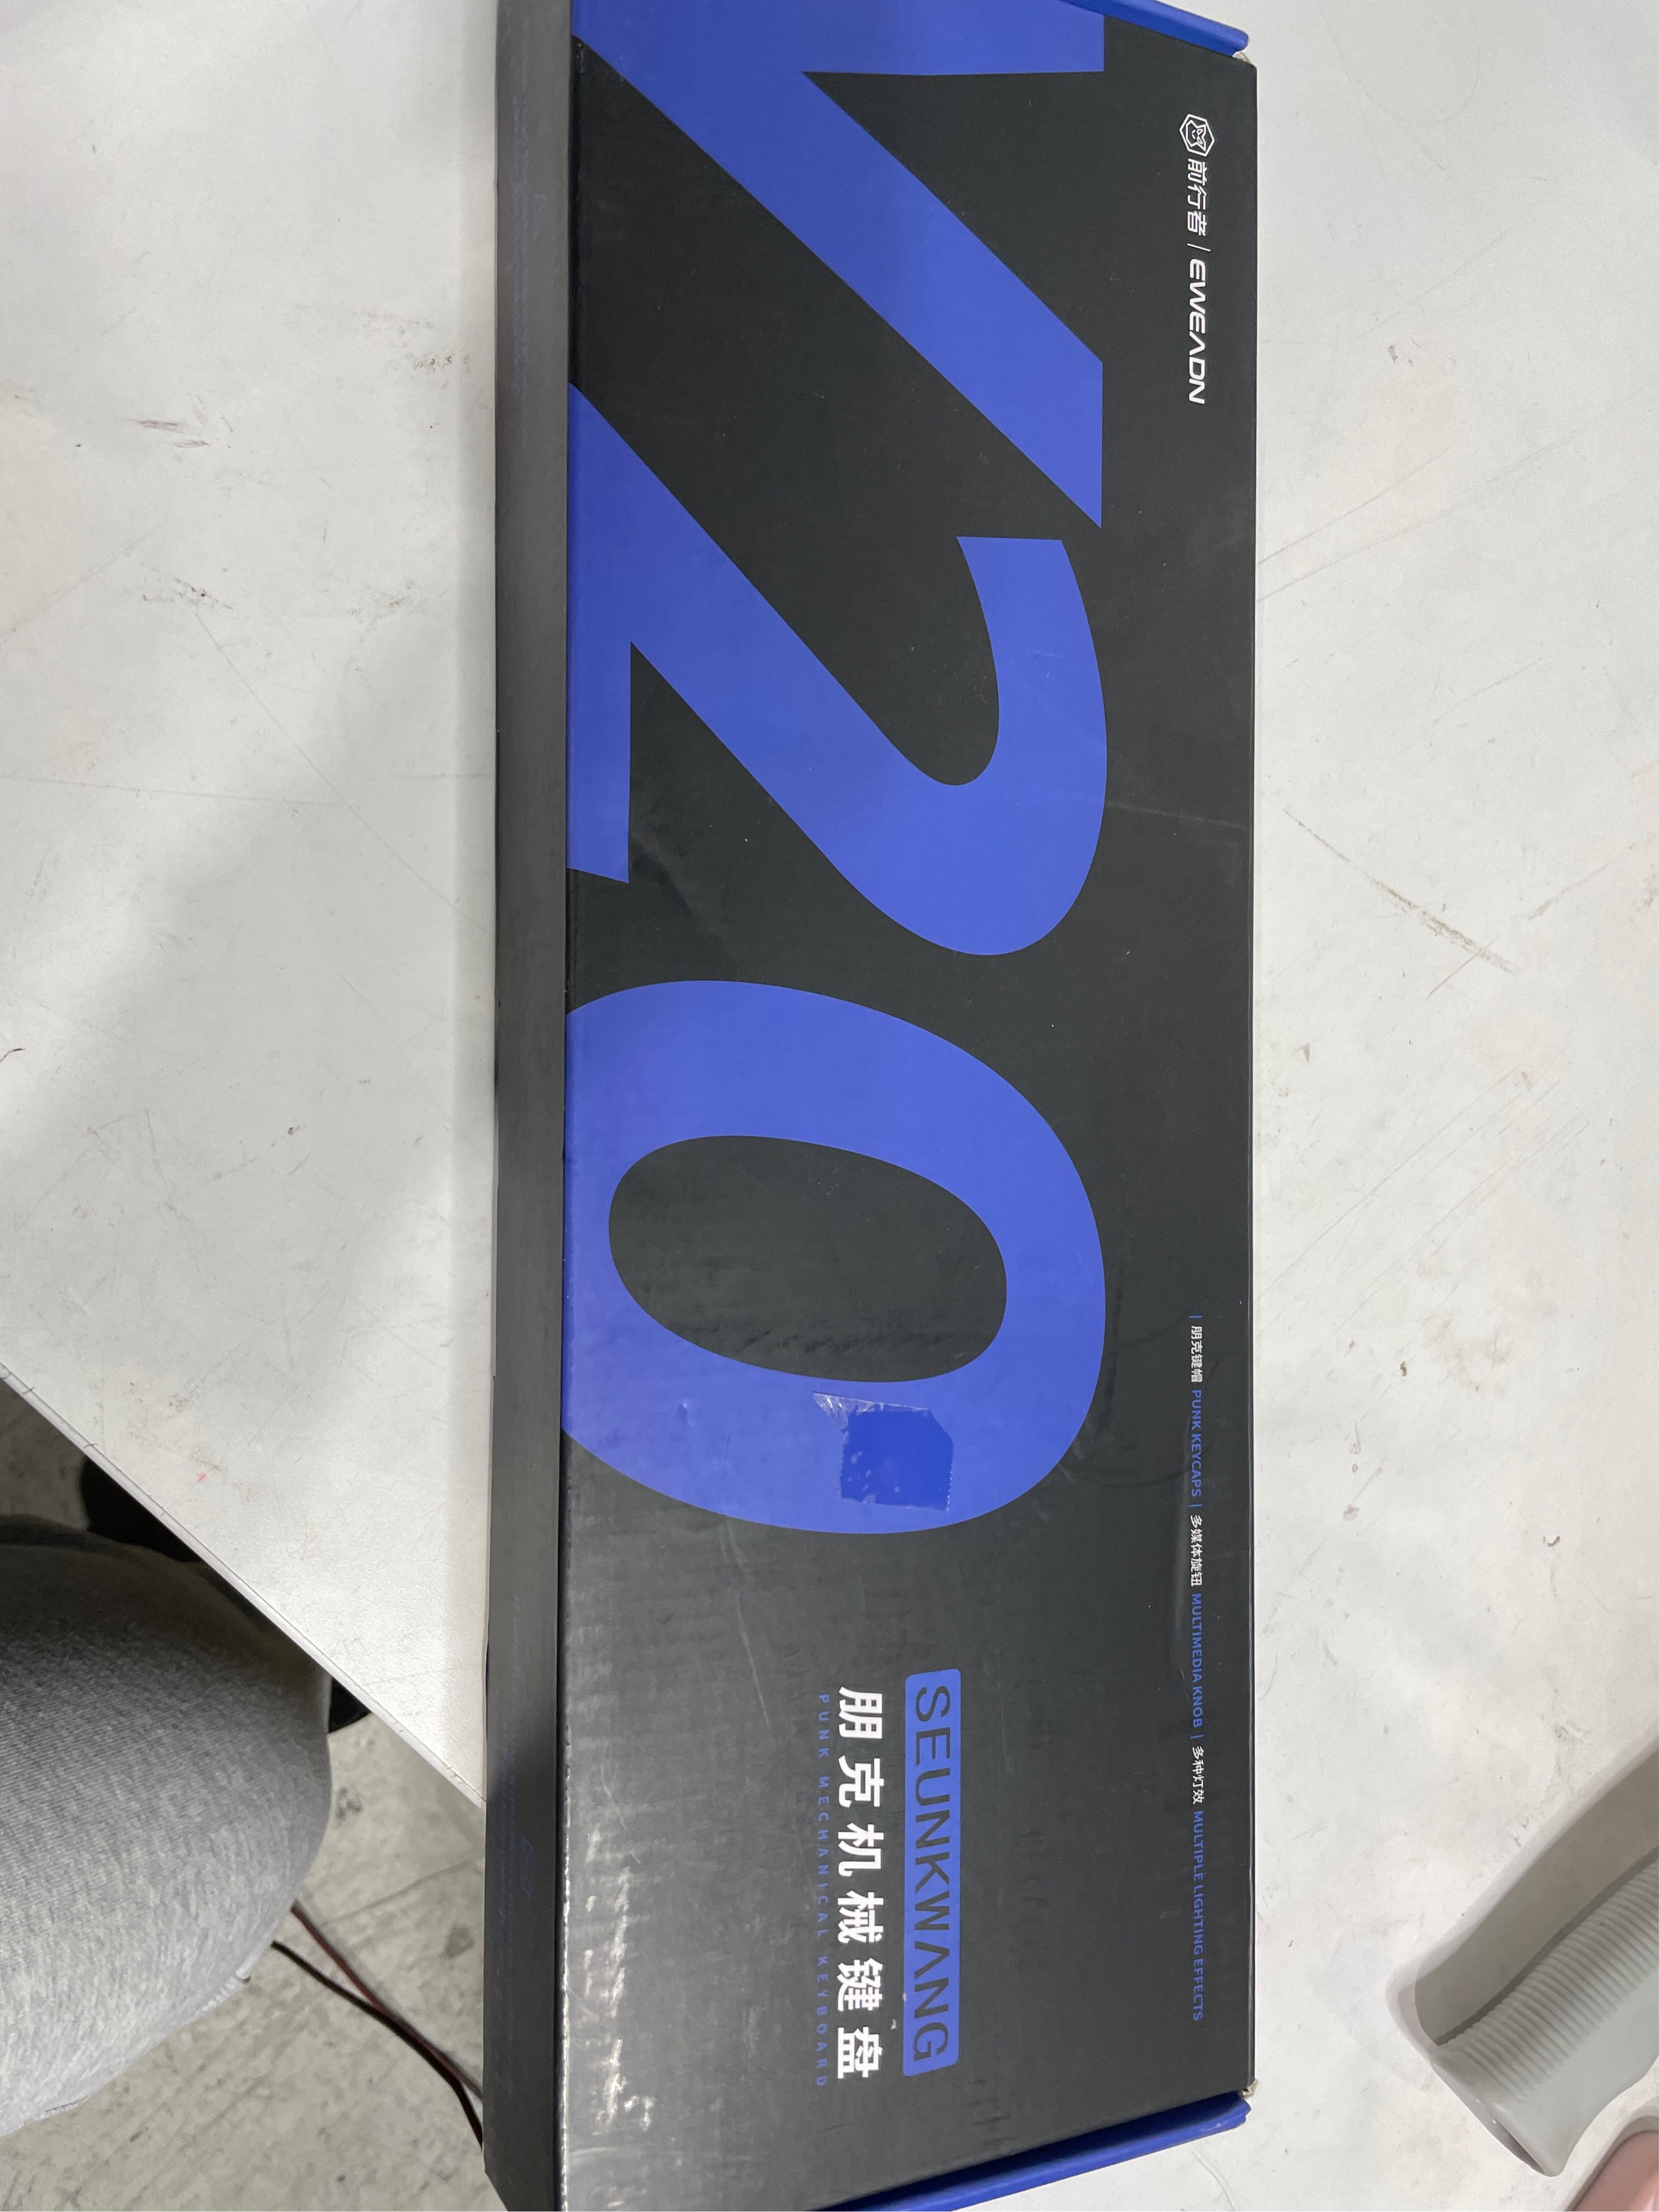 前行者 | EWEADN
| 朋克键帽 PUNK KEYCAPS | 多媒体旋钮 MULTIMEDIA KNOB | 多种灯效 MULTIPLE LIGHTING EFFECTS
V20
SEUNKWANG
朋克机械键盘
PUNK MECHANICAL KEYBOARD